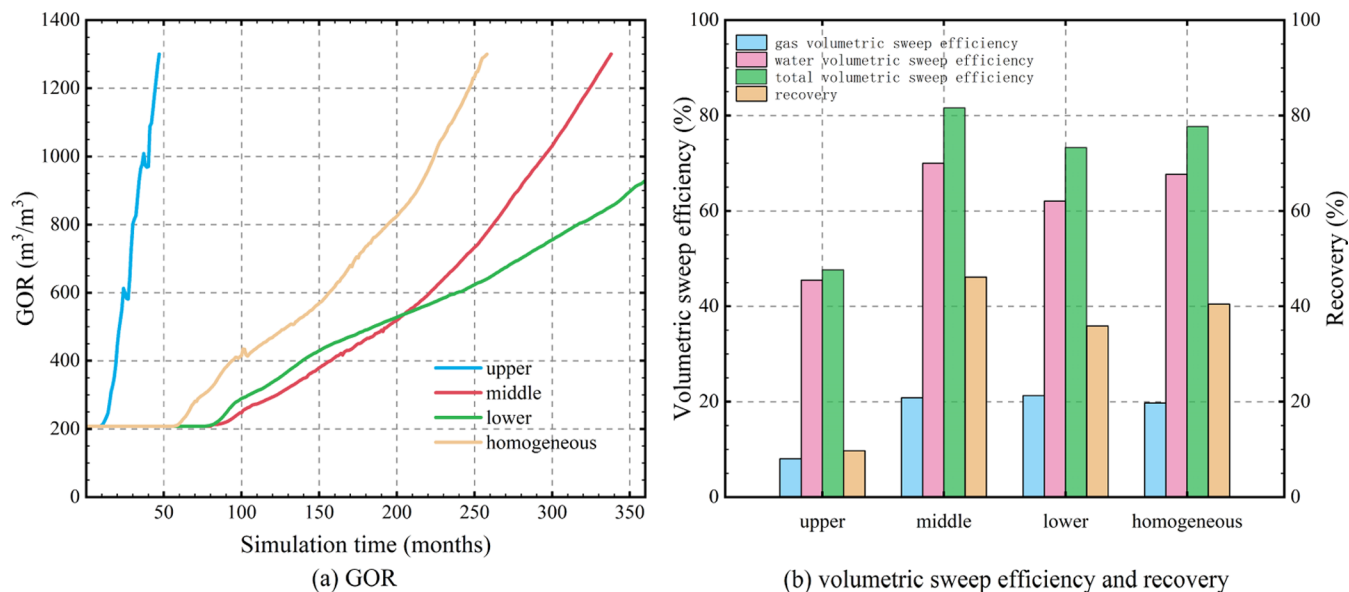 1400
1200
1000
800
600
400
200
0
GOR (m³/m³)
50
100
150
200
250
300
350
Simulation time (months)
upper
middle
lower
homogeneous
(a) GOR
100
80
60
40
20
0
Volumetric sweep efficiency (%)
gas volumetric sweep efficiency
water volumetric sweep efficiency
total volumetric sweep efficiency
recovery
upper
middle
lower
homogeneous
100
80
60
40
20
0
Recovery (%)
(b) volumetric sweep efficiency and recovery